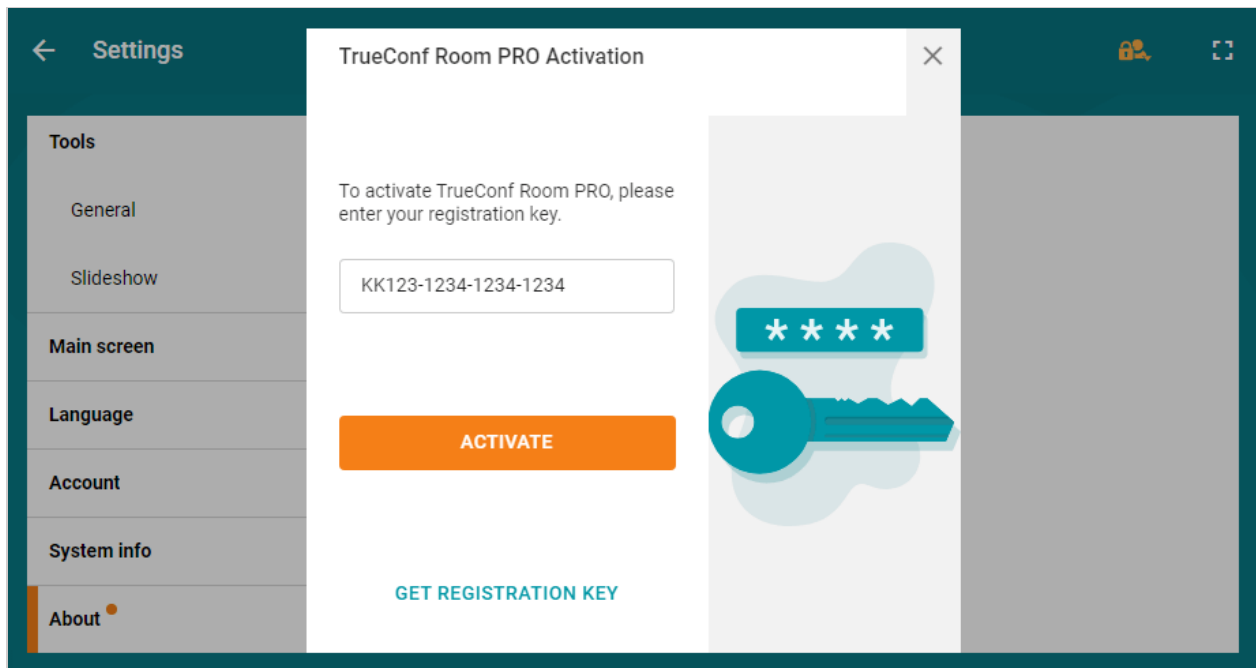 Settings
Tools
General
Slideshow
Main screen
Language
Account
System info
About
TrueConf Room PRO Activation
To activate TrueConf Room PRO, please
enter your registration key.
KK123-1234-1234-1234
ACTIVATE
GET REGISTRATION KEY
* * * *